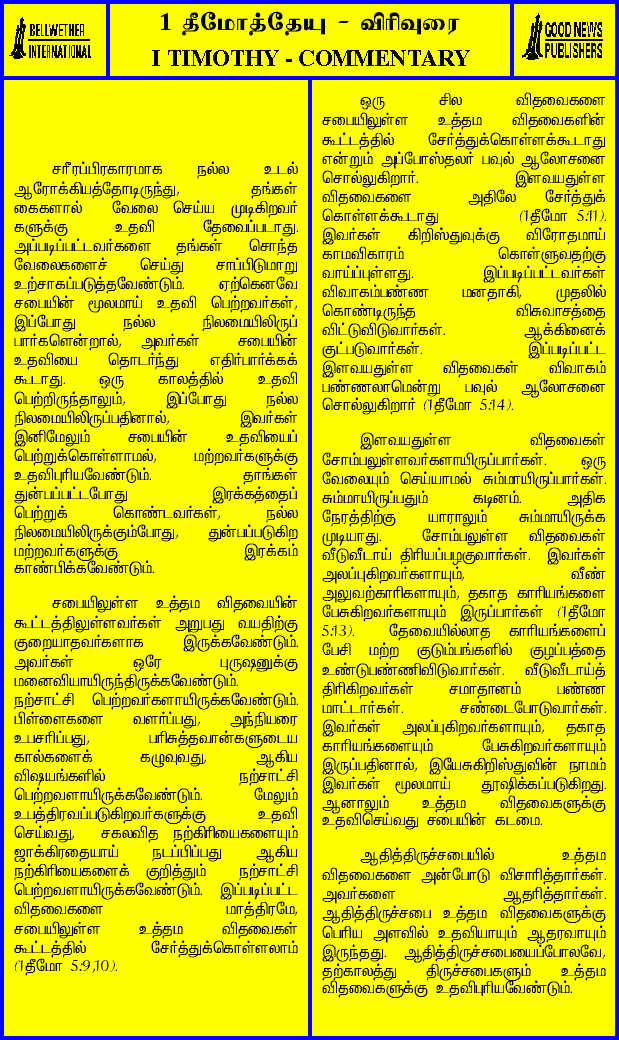 BELLWETHER
INTERNATIONAL
1 தீமோத்தேயு - விரிவுரை
I TIMOTHY - COMMENTARY
GOOD NEWS
PUBLISHERS
சரீரப்பிரகாரமாக நல்ல உடல்
ஆரோக்கியத்தோடிருந்து, தங்கள்
கைகளால் வேலை செய்ய முடிகிறவர்
களுக்கு உதவி தேவைப்படாது.
அப்படிப்பட்டவர்களை தங்கள் சொந்த
வேலைகளைச் செய்து சாப்பிடுமாறு
உற்சாகப்படுத்தவேண்டும். ஏற்கெனவே
சபையின் மூலமாய் உதவி பெற்றவர்கள்,
இப்போது நல்ல நிலமையிலிருப்
பார்களென்றால், அவர்கள் சபையின்
உதவியை தொடர்ந்து எதிர்பார்க்கக்
கூடாது. ஒரு காலத்தில் உதவி
பெற்றிருந்தாலும், இப்போது நல்ல
நிலமையிலிருப்பதினால், இவர்கள்
இனிமேலும் சபையின் உதவியைப்
பெற்றுக்கொள்ளாமல், மற்றவர்களுக்கு
உதவிபுரியவேண்டும். தாங்கள்
துன்பப்பட்டபோது இரக்கத்தைப்
பெற்றுக் கொண்டவர்கள், நல்ல
நிலமையிலிருக்கும்போது, துன்பப்படுகிற
மற்றவர்களுக்கு இரக்கம்
காண்பிக்கவேண்டும்.
சபையிலுள்ள உத்தம விதவையின்
கூட்டத்திலுள்ளவர்கள் அறுபது வயதிற்கு
குறையாதவர்களாக இருக்கவேண்டும்.
அவர்கள் ஒரே புருஷனுக்கு
மனைவியாயிருந்திருக்கவேண்டும்.
நற்சாட்சி பெற்றவர்களாயிருக்கவேண்டும்.
பிள்ளைகளை வளர்ப்பது, அந்நியரை
உபசரிப்பது, பரிசுத்தவான்களுடைய
கால்களைக் கழுவுவது, ஆகிய
விஷயங்களில் நற்சாட்சி
பெற்றவளாயிருக்கவேண்டும். மேலும்
உபத்திரவப்படுகிறவர்களுக்கு உதவி
செய்வது, சகலவித நற்கிரியைகளையும்
ஜாக்கிரதையாய் நடப்பிப்பது ஆகிய
நற்கிரியைகளைக் குறித்தும் நற்சாட்சி
பெற்றவளாயிருக்கவேண்டும். இப்படிப்பட்ட
விதவைகளை மாத்திரமே,
சபையிலுள்ள உத்தம விதவைகள்
கூட்டத்தில் சேர்த்துக்கொள்ளலாம்
(1தீமோ 5:9,10).
ஒரு சில விதவைகளை
சபையிலுள்ள உத்தம விதவைகளின்
கூட்டத்தில் சேர்த்துக்கொள்ளக்கூடாது
என்றும் அப்போஸ்தலர் பவுல் ஆலோசனை
சொல்லுகிறார். இளவயதுள்ள
விதவைகளை அதிலே சேர்த்துக்
கொள்ளக்கூடாது (1தீமோ 5:11).
இவர்கள் கிறிஸ்துவுக்கு விரோதமாய்
காமவிகாரம் கொள்ளுவதற்கு
வாய்ப்புள்ளது. இப்படிப்பட்டவர்கள்
விவாகம்பண்ண மனதாகி, முதலில்
கொண்டிருந்த விசுவாசத்தை
விட்டுவிடுவார்கள். ஆக்கினைக்
குட்படுவார்கள். இப்படிப்பட்ட
இளவயதுள்ள விதவைகள் விவாகம்
பண்ணலாமென்று பவுல் ஆலோசனை
சொல்லுகிறார் (1தீமோ 5:14).
இளவயதுள்ள விதவைகள்
சோம்பலுள்ளவர்களாயிருப்பார்கள். ஒரு
வேலையும் செய்யாமல் சும்மாயிருப்பார்கள்.
சும்மாயிருப்பதும் கடினம். அதிக
நேரத்திற்கு யாராலும் சும்மாயிருக்க
முடியாது. சோம்பலுள்ள விதவைகள்
வீடுவீடாய் திரியப்பழகுவார்கள். இவர்கள்
அலப்புகிறவர்களாயும், வீண்
அலுவற்காரிகளாயும், தகாத காரியங்களை
பேசுகிறவர்களாயும் இருப்பார்கள் (1தீமோ
5:13). தேவையில்லாத காரியங்களைப்
பேசி மற்ற குடும்பங்களில் குழப்பத்தை
உண்டுபண்ணிவிடுவார்கள். வீடுவீடாய்த்
திரிகிறவர்கள் சமாதானம் பண்ண
மாட்டார்கள். சண்டைபோடுவார்கள்.
இவர்கள் அலப்புகிறவர்களாயும், தகாத
காரியங்களையும் பேசுகிறவர்களாயும்
இருப்பதினால், இயேசுகிறிஸ்துவின் நாமம்
இவர்கள் மூலமாய் தூஷிக்கப்படுகிறது.
ஆனாலும் உத்தம விதவைகளுக்கு
உதவிசெய்வது சபையின் கடமை.
ஆதித்திருச்சபையில் உத்தம
விதவைகளை அன்போடு விசாரித்தார்கள்.
அவர்களை ஆதரித்தார்கள்.
ஆதித்திருச்சபை உத்தம விதவைகளுக்கு
பெரிய அளவில் உதவியாயும் ஆதரவாயும்
இருந்தது. ஆதித்திருச்சபையைப்போலவே,
தற்காலத்து திருச்சபைகளும் உத்தம
விதவைகளுக்கு உதவிபுரியவேண்டும்.